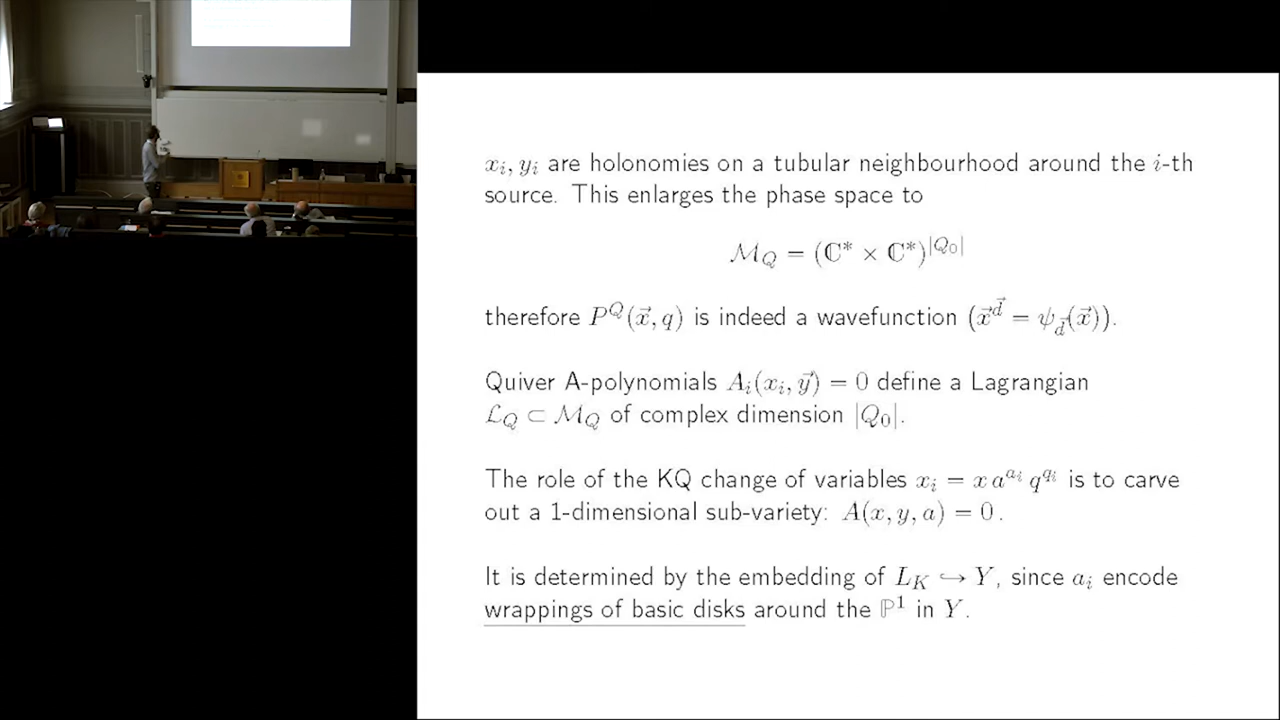 $x_i, y_i$ are holonomies on a tubular neighbourhood around the $i$-th
source. This enlarges the phase space to
$\mathcal{M}_Q = (\mathbb{C}^* \times \mathbb{C}^*)^{|Q_0|}$
therefore $P^Q(\vec{x}, q)$ is indeed a wavefunction $(\vec{x}^{\vec{d}} = \psi_{\vec{d}}(\vec{x}))$.
Quiver A-polynomials $A_i(x_i, \vec{y}) = 0$ define a Lagrangian
$\mathcal{L}_Q \subset \mathcal{M}_Q$ of complex dimension $|Q_0|$.
The role of the KQ change of variables $x_i = x\, a^{a_i}\, q^{q_i}$ is to carve
out a 1-dimensional sub-variety: $A(x, y, a) = 0$.
It is determined by the embedding of $L_K \hookrightarrow Y$, since $a_i$ encode
wrappings of basic disks around the $\mathbb{P}^1$ in $Y$.